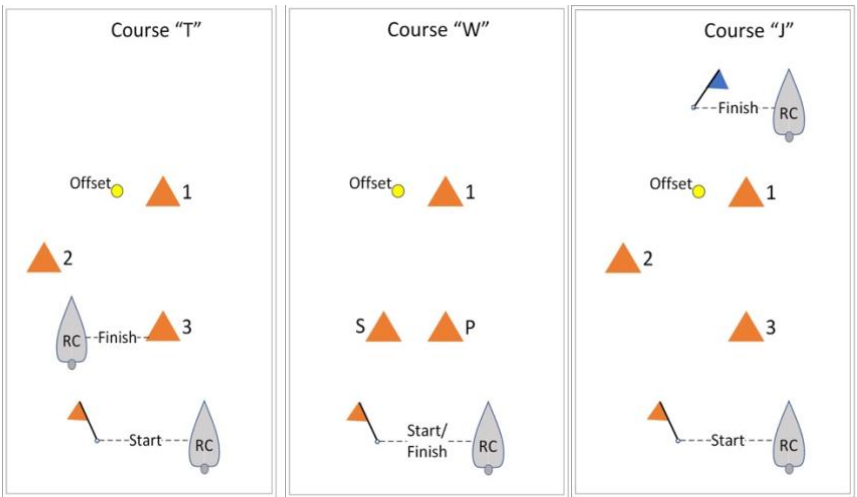 Course “T”
Offset
1
2
3
RC
Finish
Start
RC
Course “W”
Offset
1
S
P
Start/
Finish
RC
Course “J”
Finish
RC
Offset
1
2
3
Start
RC